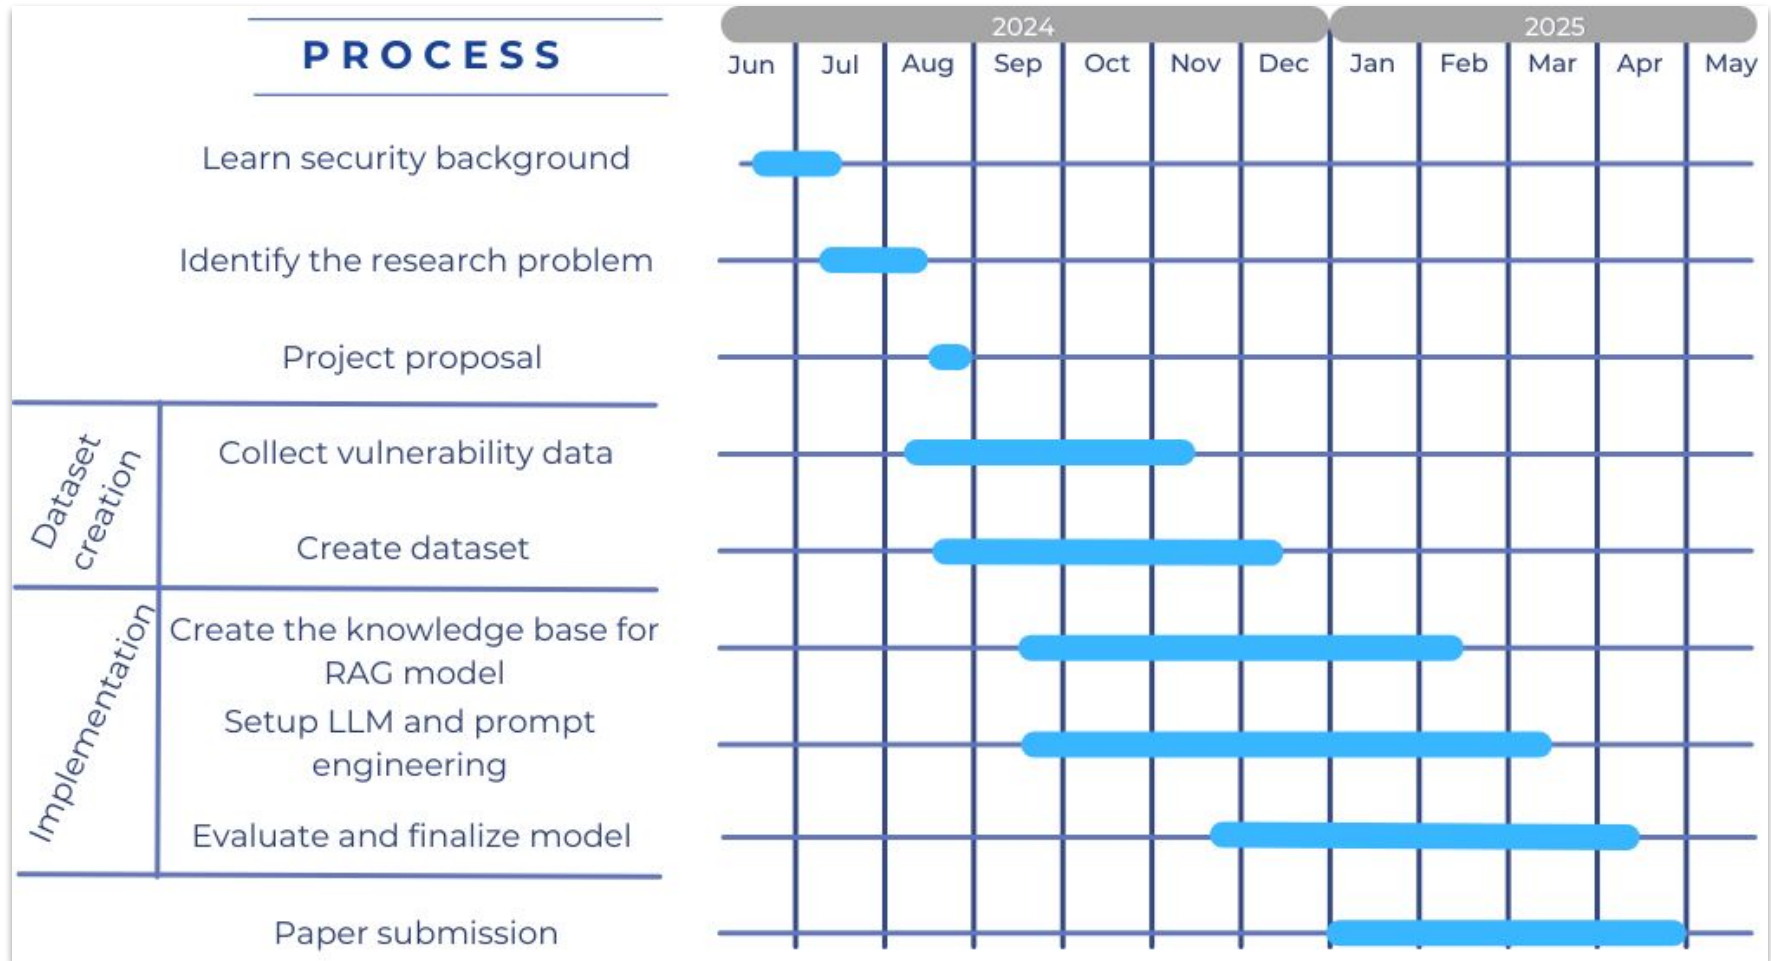 PROCESS
2024
2025
Jun Jul Aug Sep Oct Nov Dec Jan Feb Mar Apr May
Learn security background
Identify the research problem
Project proposal
Dataset
creation
Collect vulnerability data
Create dataset
Implementation
Create the knowledge base for
RAG model
Setup LLM and prompt
engineering
Evaluate and finalize model
Paper submission